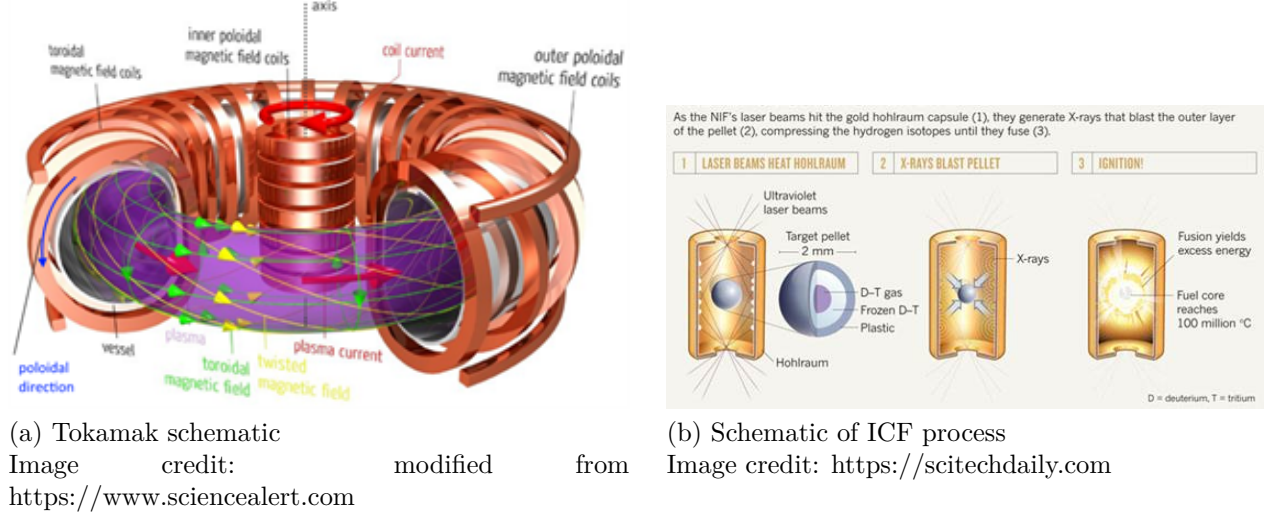 axis
inner poloidal
magnetic field coils
toroidal
magnetic field coils
coil current
outer poloidal
magnetic field coils
poloidal
direction
vessel
plasma
toroidal
magnetic field
twisted
magnetic field
plasma current
(a) Tokamak schematic
Image credit: modified from
https://www.sciencealert.com
As the NIF's laser beams hit the gold hohlraum capsule (1), they generate X-rays that blast the outer layer
of the pellet (2), compressing the hydrogen isotopes until they fuse (3).
1 LASER BEAMS HEAT HOHLRAUM
Ultraviolet
laser beams
Target pellet
2 mm
D–T gas
Frozen D–T
Plastic
Hohlraum
2 X-RAYS BLAST PELLET
X-rays
3 IGNITION!
Fusion yields
excess energy
Fuel core
reaches
100 million °C
D = deuterium, T = tritium
(b) Schematic of ICF process
Image credit: https://scitechdaily.com